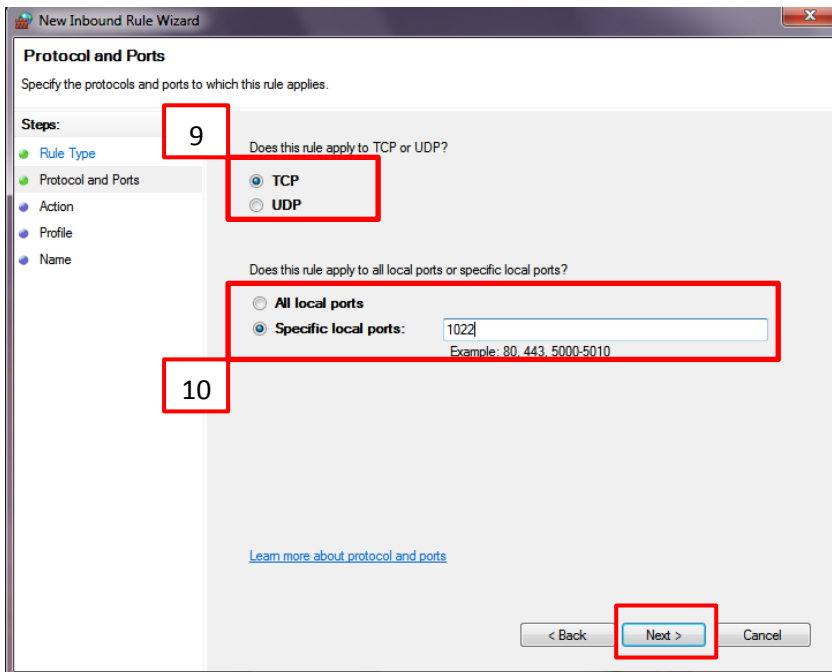 New Inbound Rule Wizard
Protocol and Ports
Specify the protocols and ports to which this rule applies.
Steps:
Rule Type
Protocol and Ports
Action
Profile
Name
9
Does this rule apply to TCP or UDP?
TCP
UDP
Does this rule apply to all local ports or specific local ports?
All local ports
Specific local ports: 1022
Example: 80, 443, 5000-5010
10
Learn more about protocol and ports
< Back Next > Cancel